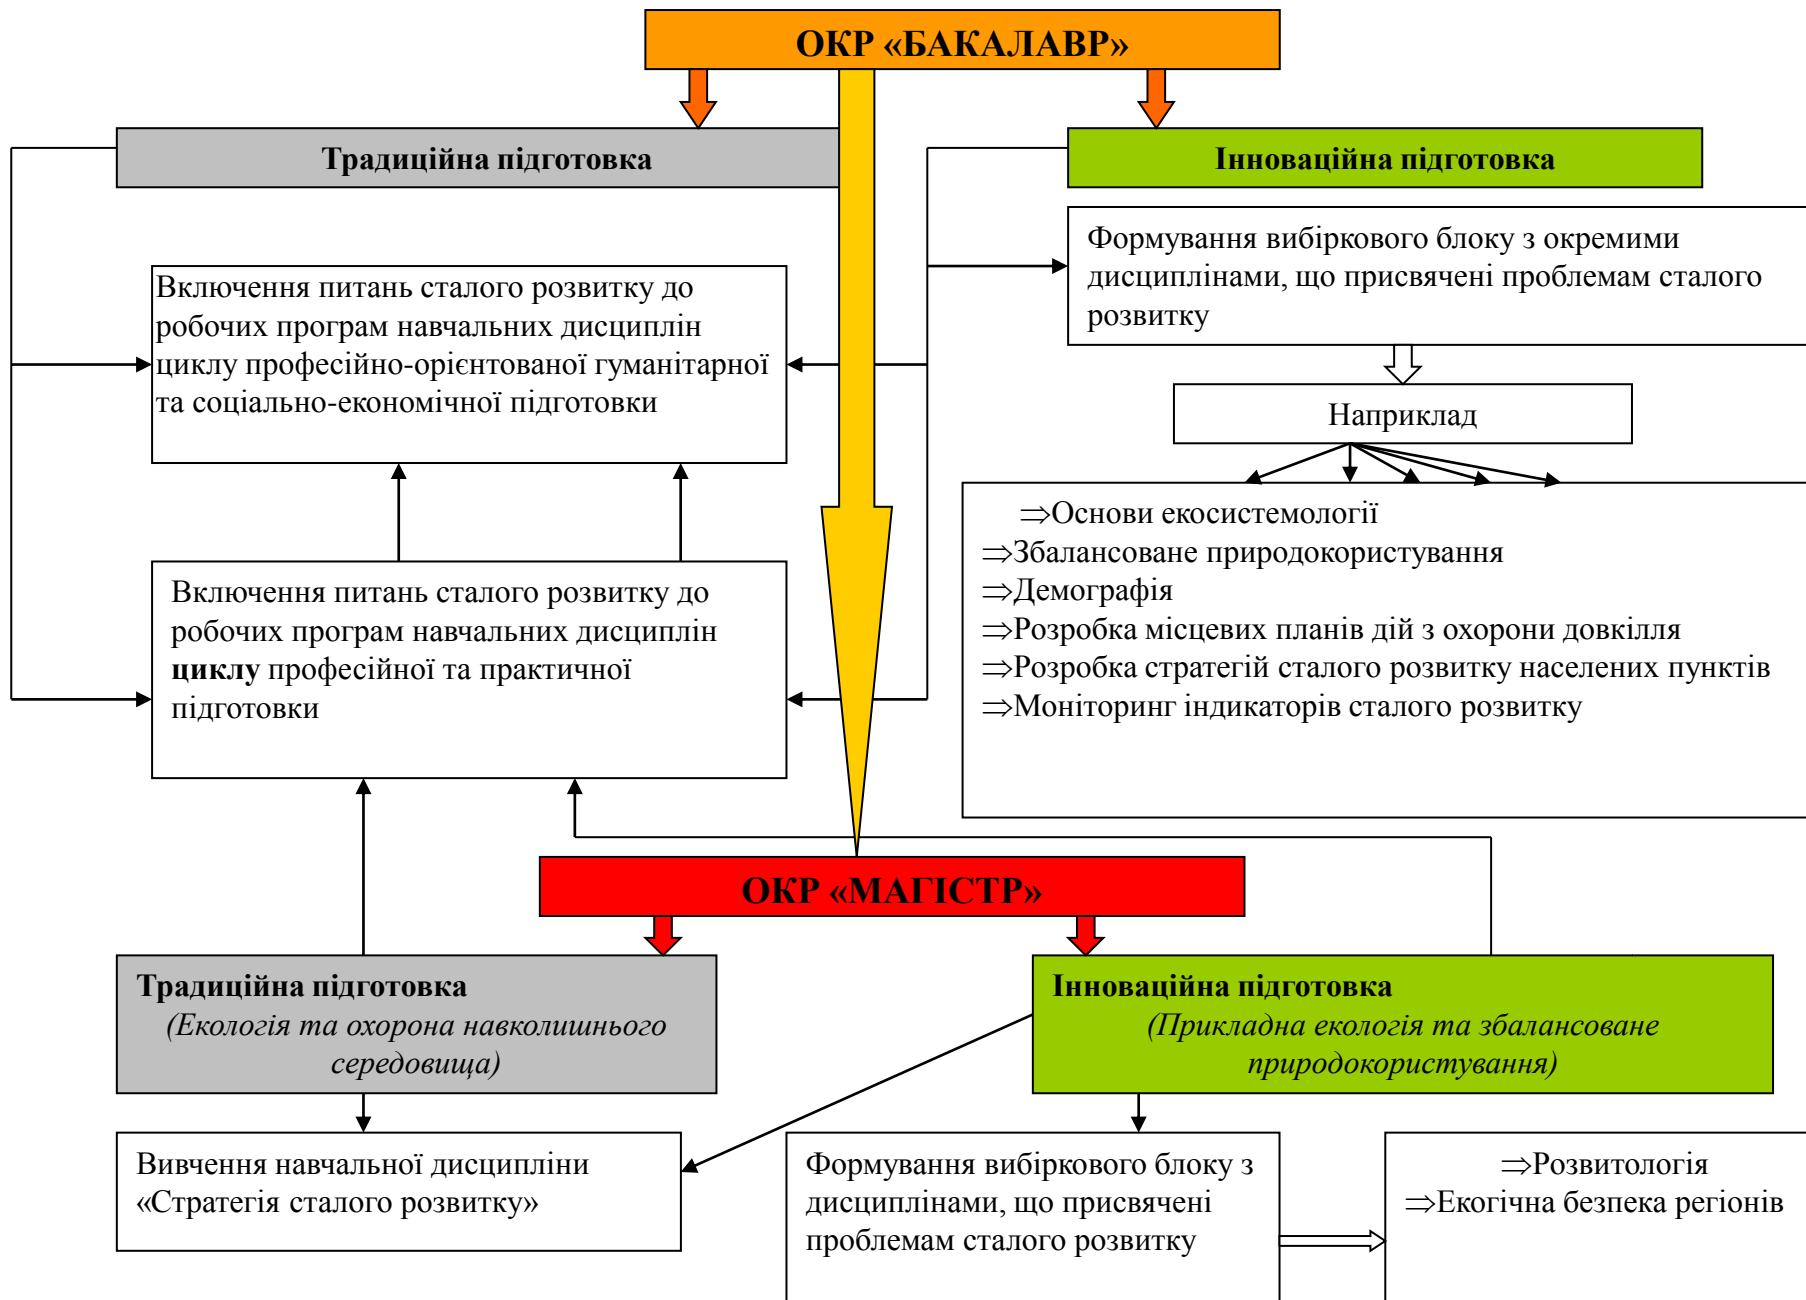 ОКР «БАКАЛАВР»
Традиційна підготовка
Інноваційна підготовка
Формування вибіркового блоку з окремими
дисциплінами, що присвячені проблемам сталого
розвитку
Включення питань сталого розвитку до
робочих програм навчальних дисциплін
циклу професійно-орієнтованої гуманітарної
та соціально-економічної підготовки
Наприклад
⇒Основи екосистемології
⇒Збалансоване природокористування
⇒Демографія
⇒Розробка місцевих планів дій з охорони довкілля
⇒Розробка стратегій сталого розвитку населених пунктів
⇒Моніторинг індикаторів сталого розвитку
Включення питань сталого розвитку до
робочих програм навчальних дисциплін
циклу професійної та практичної
підготовки
ОКР «МАГІСТР»
Традиційна підготовка
(Екологія та охорона навколишнього
середовища)
Інноваційна підготовка
(Прикладна екологія та збалансоване
природокористування)
Вивчення навчальної дисципліни
«Стратегія сталого розвитку»
Формування вибіркового блоку з
дисциплінами, що присвячені
проблемам сталого розвитку
⇒Розвитологія
⇒Екогічна безпека регіонів